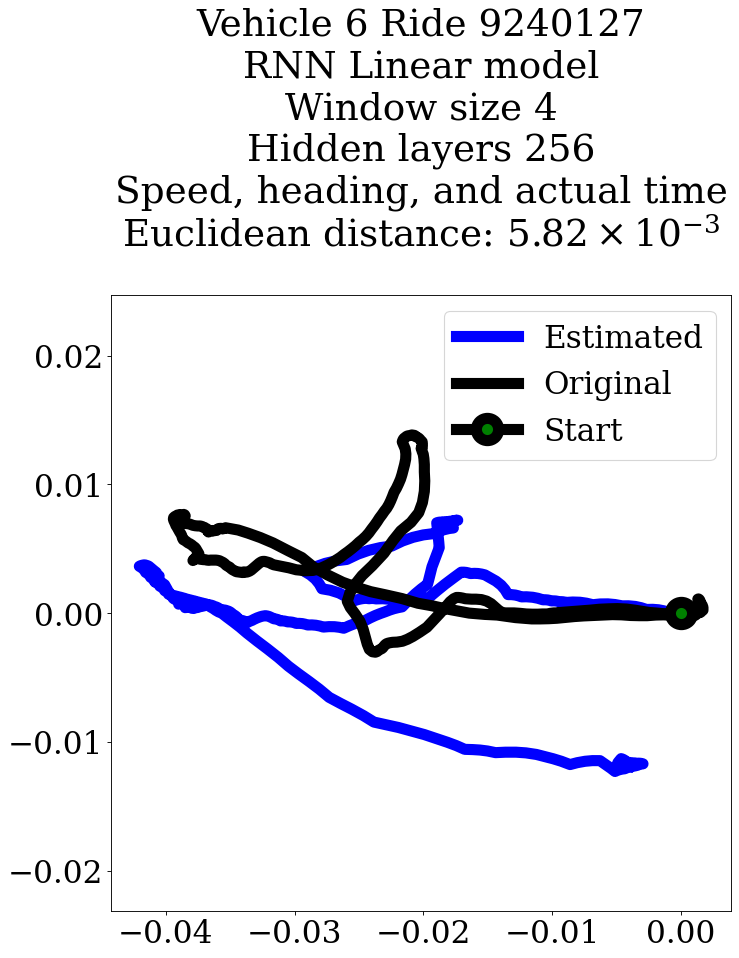 Vehicle 6 Ride 9240127
RNN Linear model
Window size 4
Hidden layers 256
Speed, heading, and actual time
Euclidean distance: 5.82 × 10⁻³
Estimated
Original
Start
0.02
0.01
0.00
−0.01
−0.02
−0.04 −0.03 −0.02 −0.01 0.00